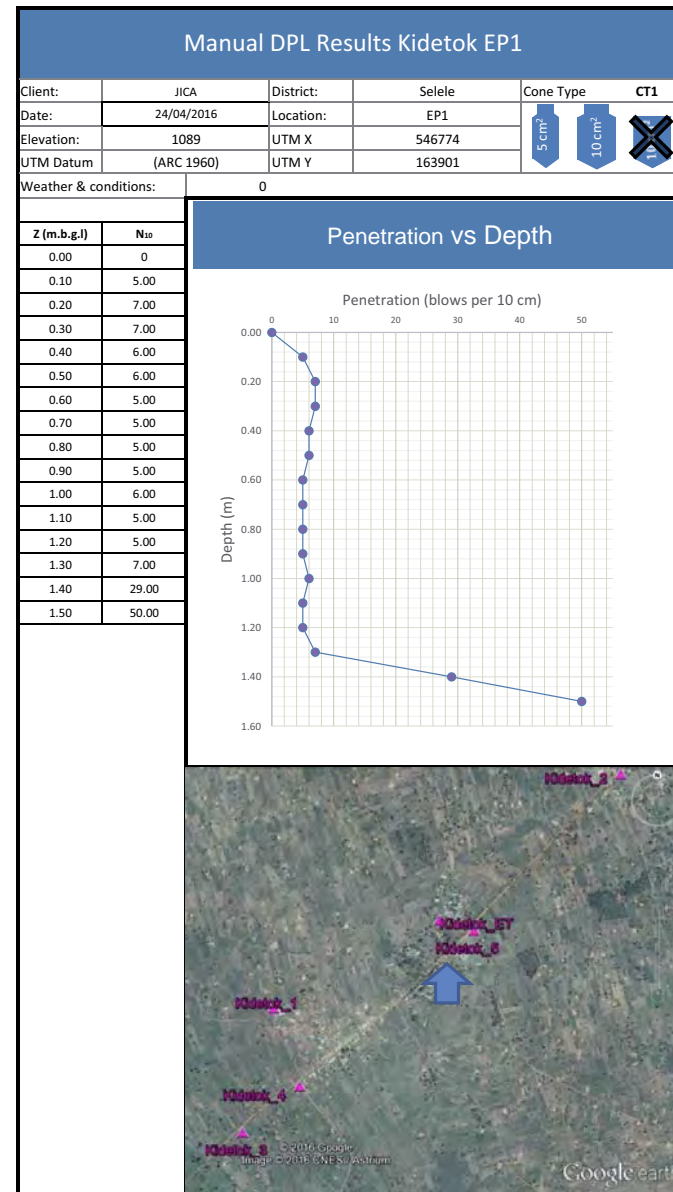 Manual DPL Results Kidetok EP1
Client: JICA District: Selele Cone Type CT1
Date: 24/04/2016 Location: EP1
Elevation: 1089 UTM X 546774
UTM Datum (ARC 1960) UTM Y 163901
5 cm²
10 cm²
Weather & conditions: 0
Z (m.b.g.l) N10
0.00 0
0.10 5.00
0.20 7.00
0.30 7.00
0.40 6.00
0.50 6.00
0.60 5.00
0.70 5.00
0.80 5.00
0.90 5.00
1.00 6.00
1.10 5.00
1.20 5.00
1.30 7.00
1.40 29.00
1.50 50.00
Penetration vs Depth
Penetration (blows per 10 cm)
0 10 20 30 40 50
Depth (m)
0.00
0.20
0.40
0.60
0.80
1.00
1.20
1.40
1.60
Kidetok_2
Kidetok_ET
Kidetok_5
Kidetok_1
Kidetok_4
Kidetok_3
© 2016 Google
Image © 2016 CNES / Astrium
Google earth